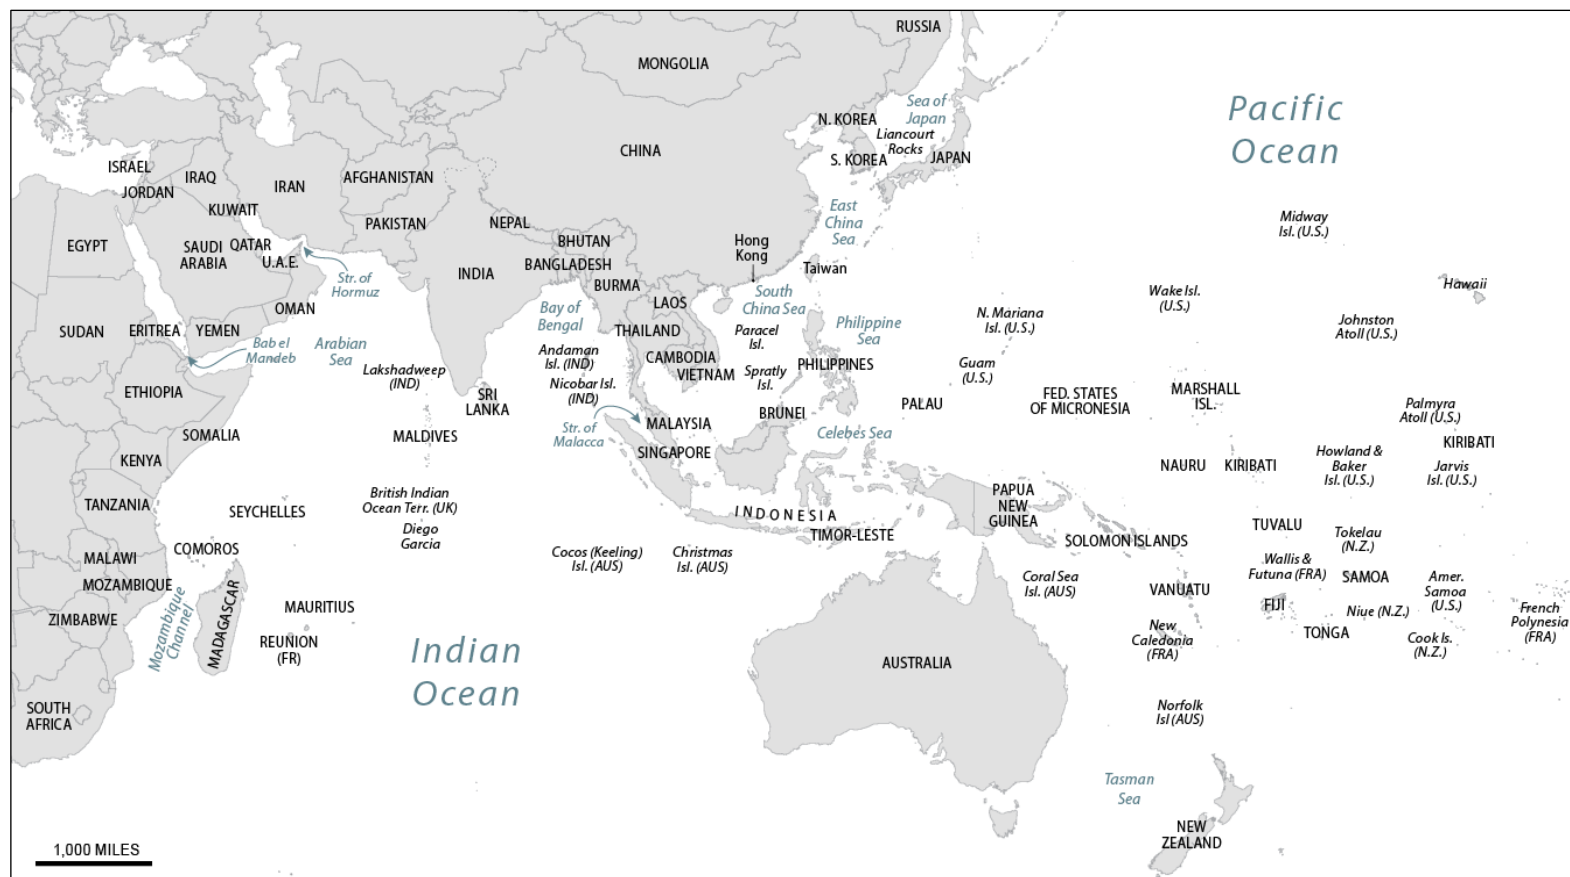 RUSSIA
MONGOLIA
Pacific
Ocean
Sea of
Japan
N. KOREA
Liancourt
Rocks
S. KOREA
JAPAN
CHINA
ISRAEL
JORDAN
IRAQ
IRAN
AFGHANISTAN
KUWAIT
PAKISTAN
NEPAL
BHUTAN
BANGLADESH
EGYPT
SAUDI
ARABIA
QATAR
U.A.E.
INDIA
BURMA
Hong
Kong
Taiwan
East
China
Sea
Midway
Isl. (U.S.)
Str. of
Hormuz
OMAN
Bay of
Bengal
LAOS
South
China Sea
Wake Isl.
(U.S.)
Hawaii
SUDAN
ERITREA
YEMEN
Bab el
Mandeb
Arabian
Sea
THAILAND
Paracel
Isl.
Philippine
Sea
N. Mariana
Isl. (U.S.)
Johnston
Atoll (U.S.)
Lakshadweep
(IND)
Andaman
Isl. (IND)
Nicobar Isl.
(IND)
CAMBODIA
VIETNAM
Spratly
Isl.
PHILIPPINES
Guam
(U.S.)
ETHIOPIA
SRI
LANKA
PALAU
FED. STATES
OF MICRONESIA
MARSHALL
ISL.
Palmyra
Atoll (U.S.)
SOMALIA
MALDIVES
Str. of
Malacca
MALAYSIA
BRUNEI
Celebes Sea
SINGAPORE
KIRIBATI
KENYA
NAURU
KIRIBATI
Howland &
Baker
Isl. (U.S.)
Jarvis
Isl. (U.S.)
TANZANIA
SEYCHELLES
British Indian
Ocean Terr. (UK)
Diego
Garcia
INDONESIA
TIMOR-LESTE
PAPUA
NEW
GUINEA
SOLOMON ISLANDS
TUVALU
Tokelau
(N.Z.)
MALAWI
COMOROS
Cocos (Keeling)
Isl. (AUS)
Christmas
Isl. (AUS)
Coral Sea
Isl. (AUS)
Wallis &
Futuna (FRA)
SAMOA
Amer.
Samoa
(U.S.)
MOZAMBIQUE
VANUATU
FIJI
Niue (N.Z.)
French
Polynesia
(FRA)
ZIMBABWE
Mozambique
Channel
MADAGASCAR
MAURITIUS
REUNION
(FR)
New
Caledonia
(FRA)
TONGA
Cook Is.
(N.Z.)
Indian
Ocean
AUSTRALIA
SOUTH
AFRICA
Norfolk
Isl (AUS)
Tasman
Sea
NEW
ZEALAND
1,000 MILES